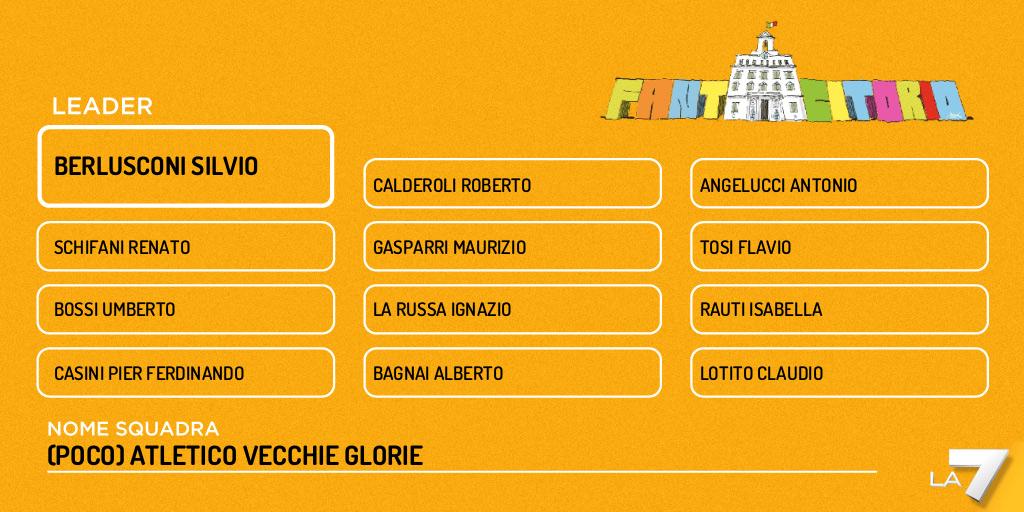 FANTACITORIO
LEADER
BERLUSCONI SILVIO
SCHIFANI RENATO
BOSSI UMBERTO
CASINI PIER FERDINANDO
CALDEROLI ROBERTO
GASPARRI MAURIZIO
LA RUSSA IGNAZIO
BAGNAI ALBERTO
ANGELUCCI ANTONIO
TOSI FLAVIO
RAUTI ISABELLA
LOTITO CLAUDIO
NOME SQUADRA
(POCO) ATLETICO VECCHIE GLORIE
LA7